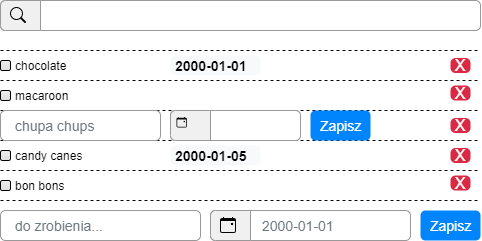 chocolate 2000-01-01 X
macaroon X
chupa chups Zapisz X
candy canes 2000-01-05 X
bon bons X
do zrobienia... 2000-01-01 Zapisz